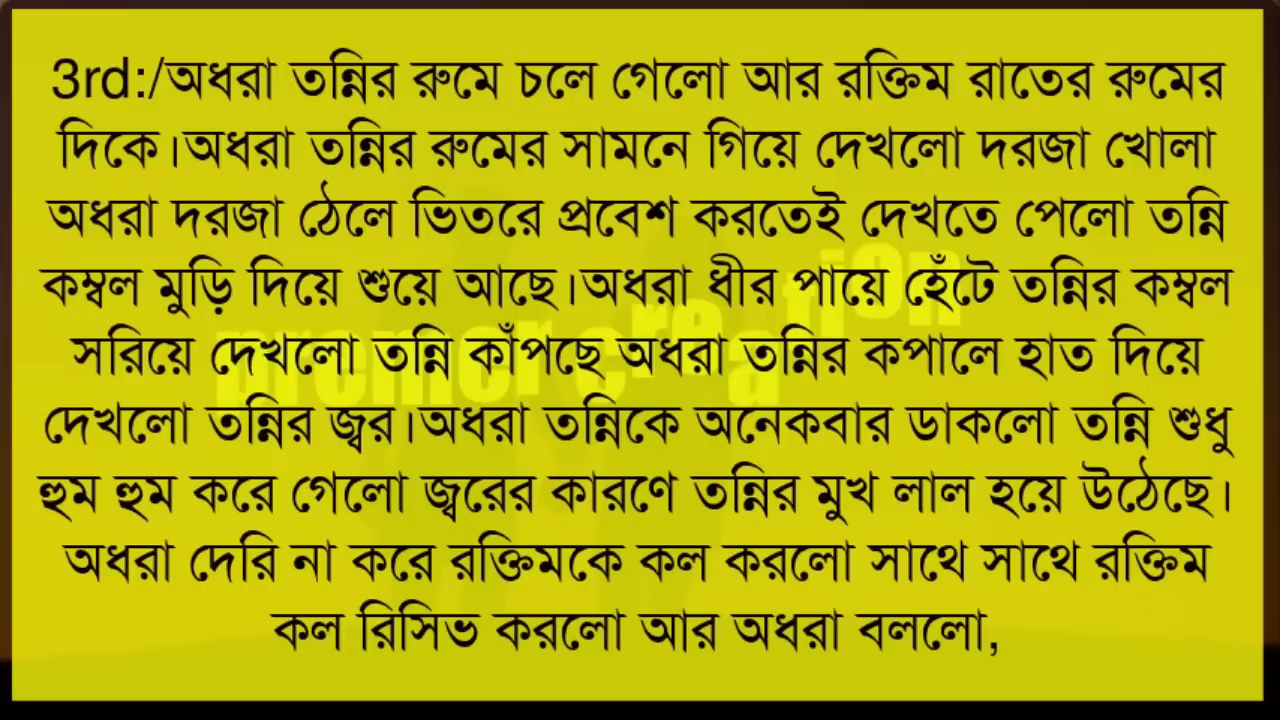 3rd:/অধরা তন্নির রুমে চলে গেলো আর রক্তিম রাতের রুমের
দিকে।অধরা তন্নির রুমের সামনে গিয়ে দেখলো দরজা খোলা
অধরা দরজা ঠেলে ভিতরে প্রবেশ করতেই দেখতে পেলো তন্নি
কম্বল মুড়ি দিয়ে শুয়ে আছে।অধরা ধীর পায়ে হেঁটে তন্নির কম্বল
সরিয়ে দেখলো তন্নি কাঁপছে অধরা তন্নির কপালে হাত দিয়ে
দেখলো তন্নির জ্বর।অধরা তন্নিকে অনেকবার ডাকলো তন্নি শুধু
হুম হুম করে গেলো জ্বরের কারণে তন্নির মুখ লাল হয়ে উঠেছে।
অধরা দেরি না করে রক্তিমকে কল করলো সাথে সাথে রক্তিম
কল রিসিভ করলো আর অধরা বললো,
creation